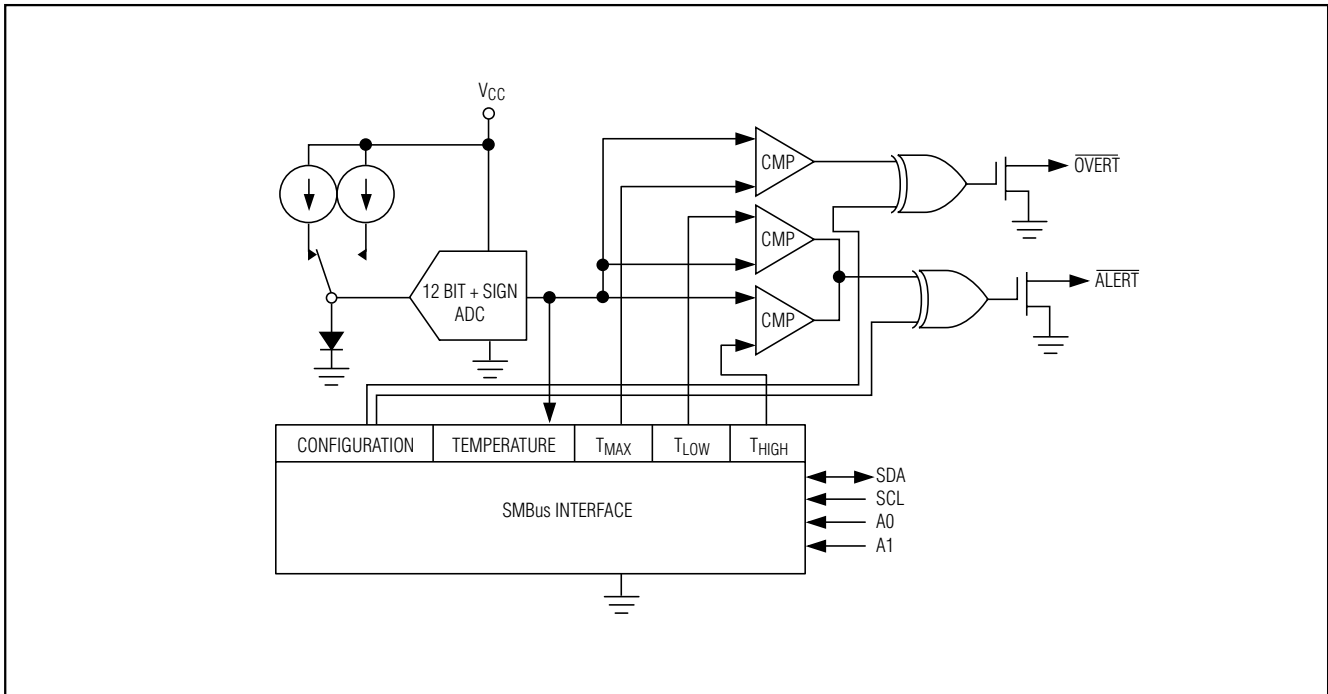 VCC
CMP
OVERT
CMP
ALERT
12 BIT + SIGN
ADC
CMP
CONFIGURATION TEMPERATURE TMAX TLOW THIGH
SDA
SMBus INTERFACE
SCL
A0
A1